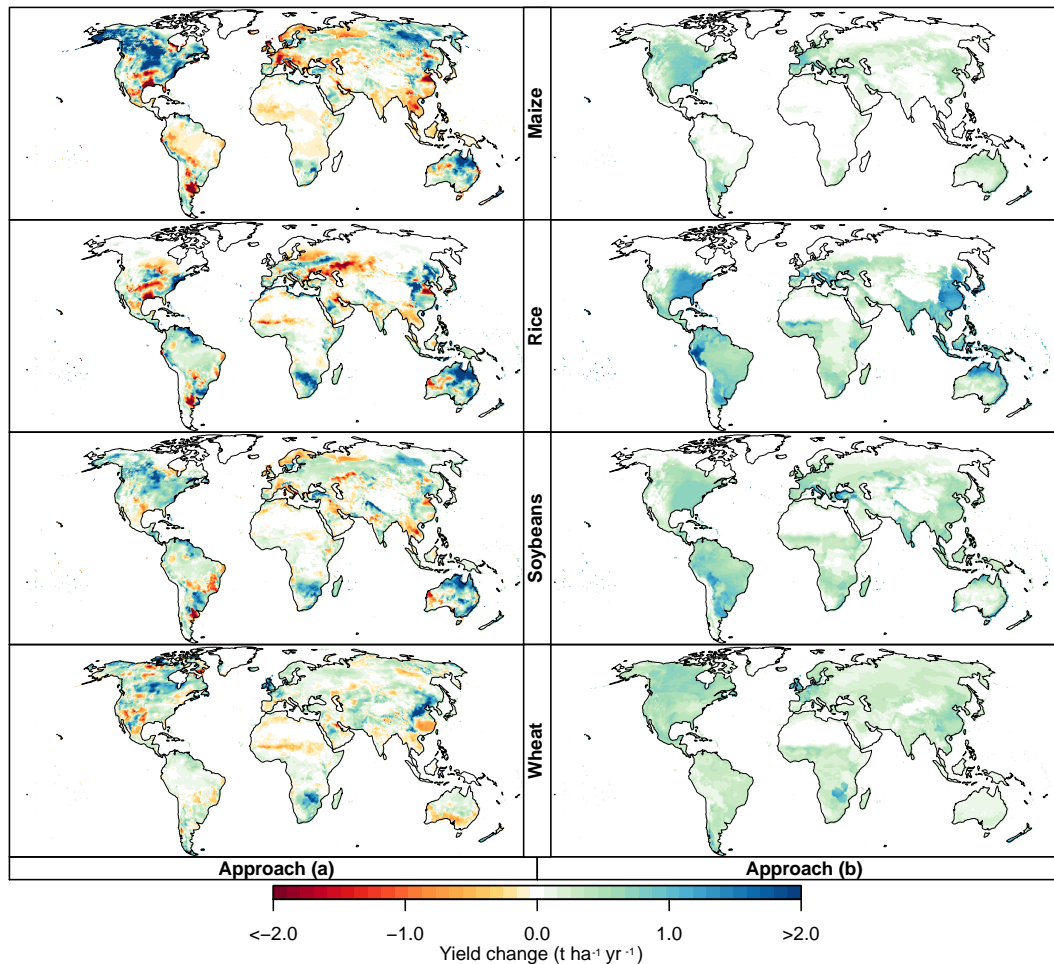 Maize
Rice
Soybeans
Wheat
Approach (a) Approach (b)
<−2.0 −1.0 0.0 1.0 >2.0
Yield change (t ha⁻¹ yr ⁻¹)